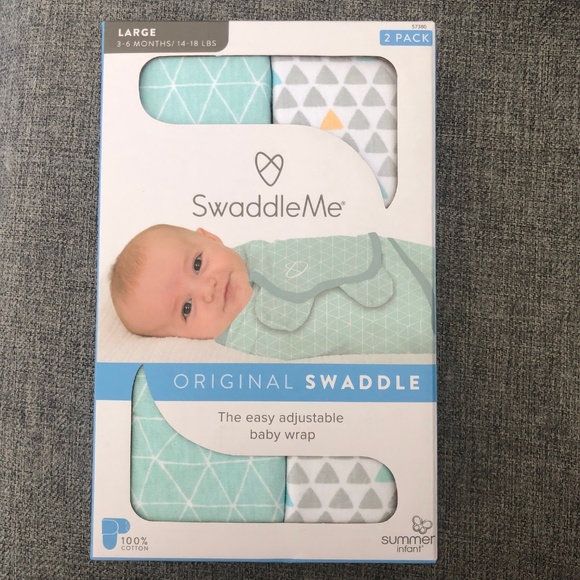 LARGE
3-6 MONTHS/ 14-18 LBS
57380
2 PACK
SwaddleMe®
ORIGINAL SWADDLE
The easy adjustable
baby wrap
100%
COTTON
summer
infant®